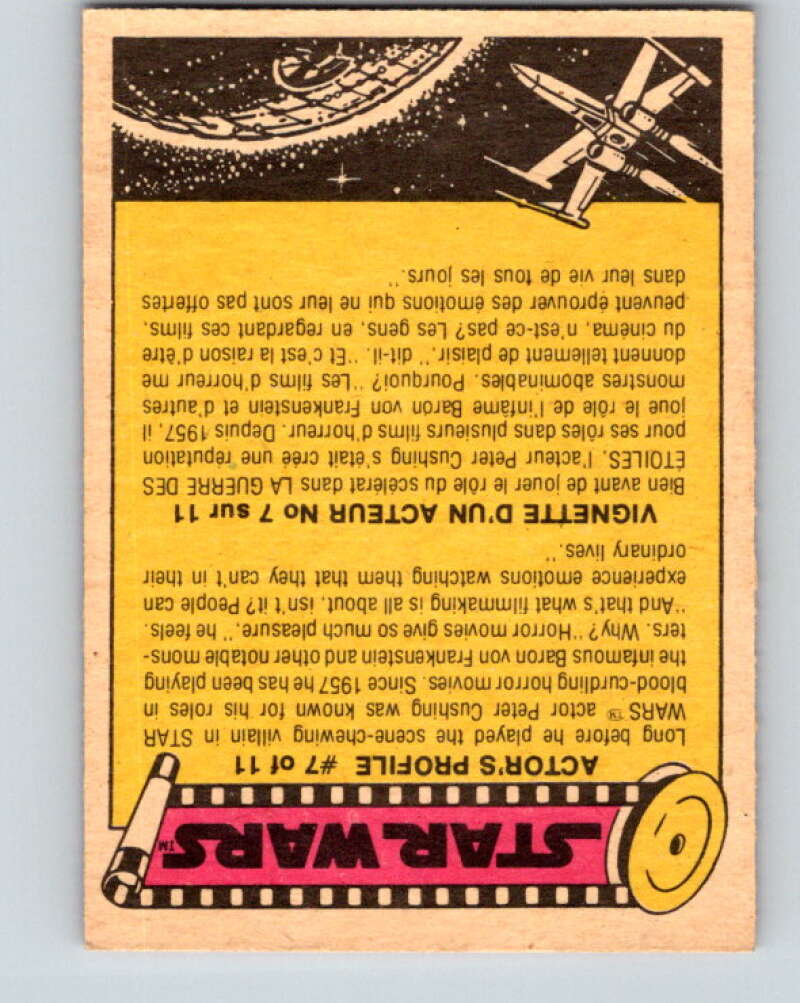 STAR WARS™
ACTOR'S PROFILE #7 of 11
Long before he played the scene-chewing villain in STAR
WARS™ actor Peter Cushing was known for his roles in
blood-curdling horror movies. Since 1957 he has been playing
the infamous Baron von Frankenstein and other notable mons-
ters. Why? "Horror movies give so much pleasure," he feels.
"And that's what filmmaking is all about, isn't it? People can
experience emotions watching them that they can't in their
ordinary lives."
VIGNETTE D'UN ACTEUR No 7 sur 11
Bien avant de jouer le rôle du scélérat dans LA GUERRE DES
ÉTOILES, l'acteur Peter Cushing s'était crée une réputation
pour ses rôles dans plusieurs films d'horreur. Depuis 1957, il
joue le rôle de l'infâme Baron von Frankenstein et d'autres
monstres abominables. Pourquoi? "Les films d'horreur me
donnent tellement de plaisir," dit-il. "Et c'est la raison d'être
du cinéma, n'est-ce pas? Les gens, en regardant ces films,
peuvent éprouver des émotions qui ne leur sont pas offertes
dans leur vie de tous les jours."